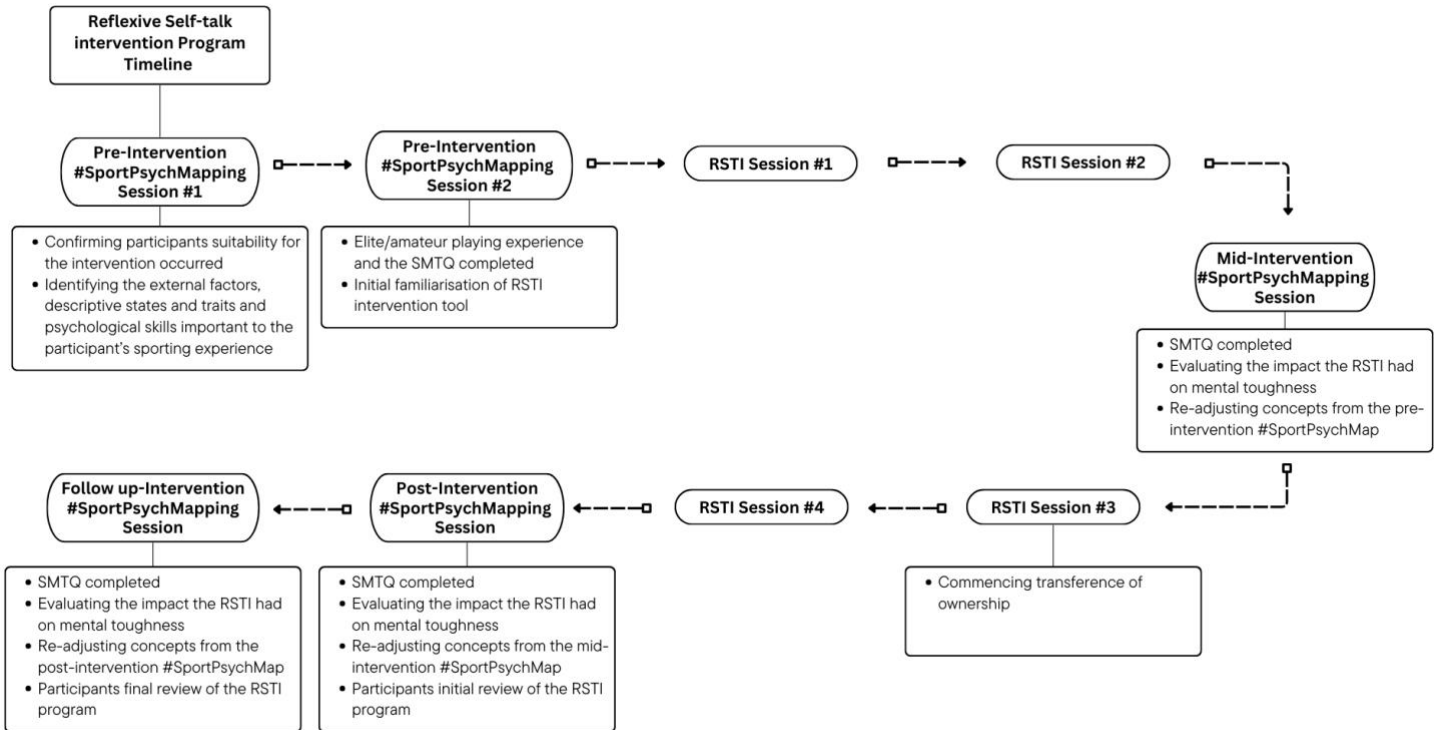 Reflexive Self-talk
intervention Program
Timeline
Pre-Intervention
#SportPsychMapping
Session #1
• Confirming participants suitability for
the intervention occurred
• Identifying the external factors,
descriptive states and traits and
psychological skills important to the
participant's sporting experience
Pre-Intervention
#SportPsychMapping
Session #2
• Elite/amateur playing experience
and the SMTQ completed
• Initial familiarisation of RSTI
intervention tool
RSTI Session #1
RSTI Session #2
Mid-Intervention
#SportPsychMapping
Session
• SMTQ completed
• Evaluating the impact the RSTI had
on mental toughness
• Re-adjusting concepts from the pre-
intervention #SportPsychMap
RSTI Session #3
• Commencing transference of
ownership
RSTI Session #4
Post-Intervention
#SportPsychMapping
Session
• SMTQ completed
• Evaluating the impact the RSTI had
on mental toughness
• Re-adjusting concepts from the mid-
intervention #SportPsychMap
• Participants initial review of the RSTI
program
Follow up-Intervention
#SportPsychMapping
Session
• SMTQ completed
• Evaluating the impact the RSTI had
on mental toughness
• Re-adjusting concepts from the
post-intervention #SportPsychMap
• Participants final review of the RSTI
program